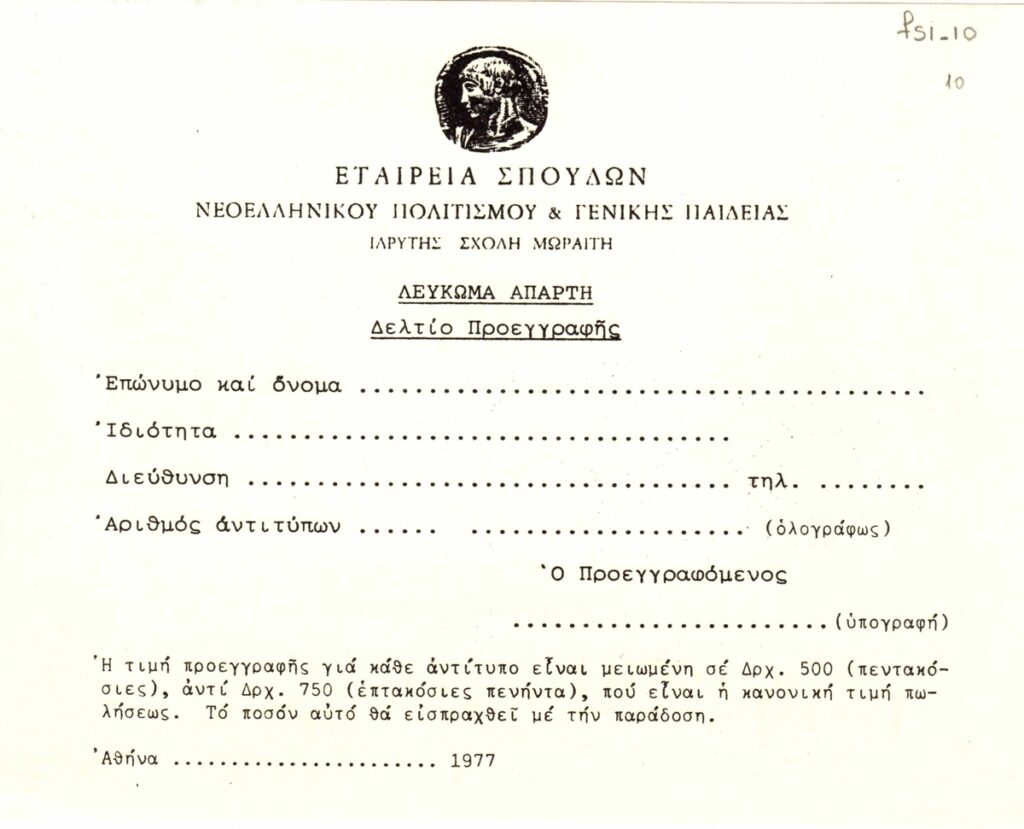 fsi-10
10
ΕΤΑΙΡΕΙΑ ΣΠΟΥΔΩΝ
ΝΕΟΕΛΛΗΝΙΚΟΥ ΠΟΛΙΤΙΣΜΟΥ & ΓΕΝΙΚΗΣ ΠΑΙΔΕΙΑΣ
ΙΔΡΥΤΗΣ ΣΧΟΛΗ ΜΩΡΑΙΤΗ
ΛΕΥΚΩΜΑ ΑΠΑΡΤΗ
Δελτίο Προεγγραφῆς
Ἐπώνυμο καί ὄνομα ........................................
Ἰδιότητα ....................................
Διεύθυνση ................................... τηλ. ........
Ἀριθμός ἀντιτύπων ...... .................... (ὁλογράφως)
Ὁ Προεγγραφόμενος
.......................(ὑπογραφή)
Ἡ τιμή προεγγραφῆς γιά κάθε ἀντίτυπο εἶναι μειωμένη σέ Δρχ. 500 (πεντακό-
σιες), ἀντί Δρχ. 750 (ἑπτακόσιες πενήντα), πού εἶναι ἡ κανονική τιμή πω-
λήσεως. Τό ποσόν αὐτό θά εἰσπραχθεῖ μέ τήν παράδοση.
Ἀθήνα ....................... 1977